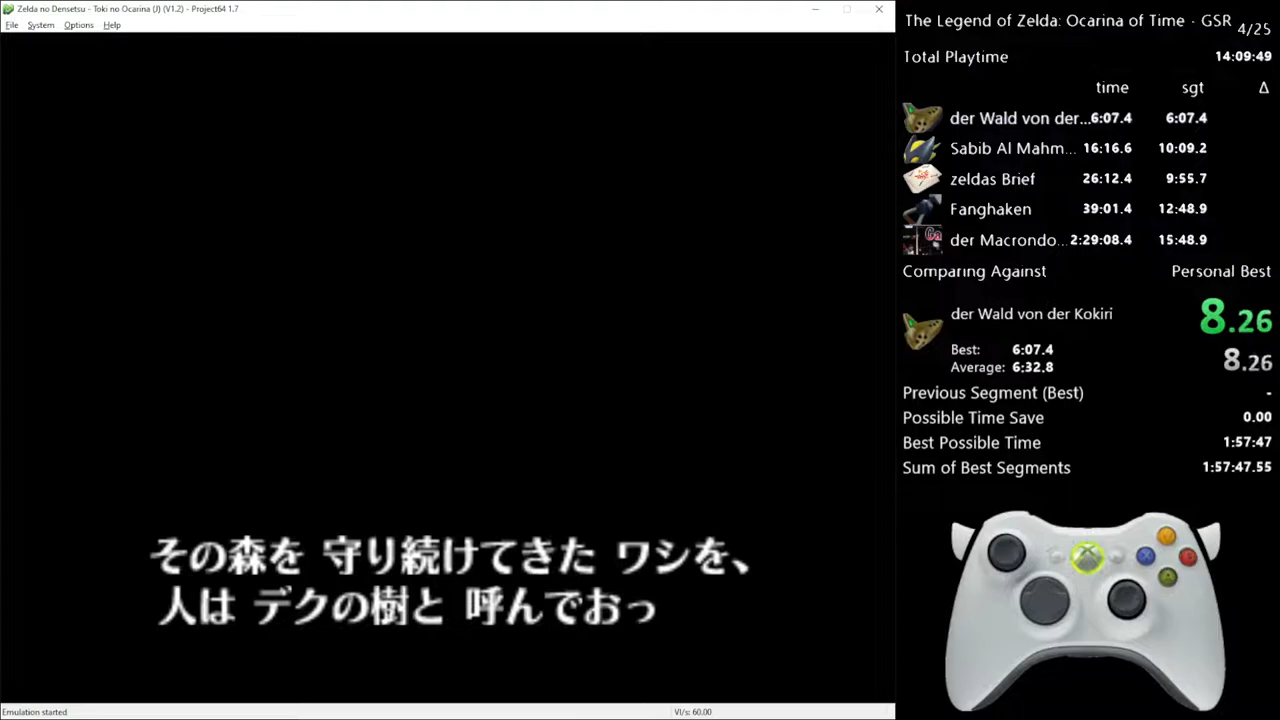 Zelda no Densetsu - Toki no Ocarina (J) (V1.2) - Project64 1.7
File System Options Help
その森を 守り続けてきた ワシを、
人は デクの樹と 呼んでおっ
Emulation started
VI/s: 60.00
The Legend of Zelda: Ocarina of Time · GSR 4/25
Total Playtime 14:09:49
time sgt Δ
der Wald von der... 6:07.4 6:07.4
Sabib Al Mahm... 16:16.6 10:09.2
zeldas Brief 26:12.4 9:55.7
Fanghaken 39:01.4 12:48.9
der Macrondo... 2:29:08.4 15:48.9
Comparing Against Personal Best
der Wald von der Kokiri 8.26
Best: 6:07.4
Average: 6:32.8 8.26
Previous Segment (Best) -
Possible Time Save 0.00
Best Possible Time 1:57:47
Sum of Best Segments 1:57:47.55
X Y B A